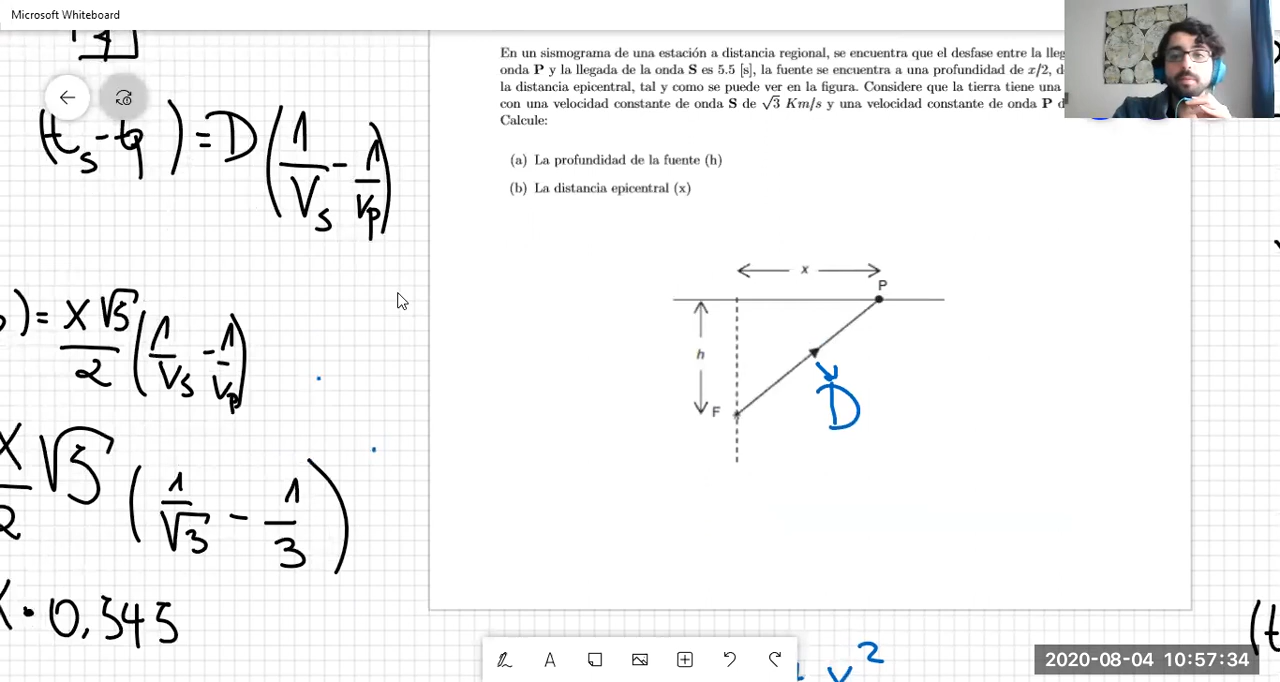 Microsoft Whiteboard
En un sismograma de una estación a distancia regional, se encuentra que el desfase entre la lleg
onda P y la llegada de la onda S es 5.5 [s], la fuente se encuentra a una profundidad de x/2, d
la distancia epicentral, tal y como se puede ver en la figura. Considere que la tierra tiene una
con una velocidad constante de onda S de √3 Km/s y una velocidad constante de onda P d
Calcule:
(a) La profundidad de la fuente (h)
(b) La distancia epicentral (x)
(ts - tp) = D (1/Vs - 1/Vp)
x
P
h
F
D
) = x√5/2 (1/Vs - 1/Vp)
x/2 √5 (1/√3 - 1/3)
x · 0.545
x²
(t
2020-08-04 10:57:34